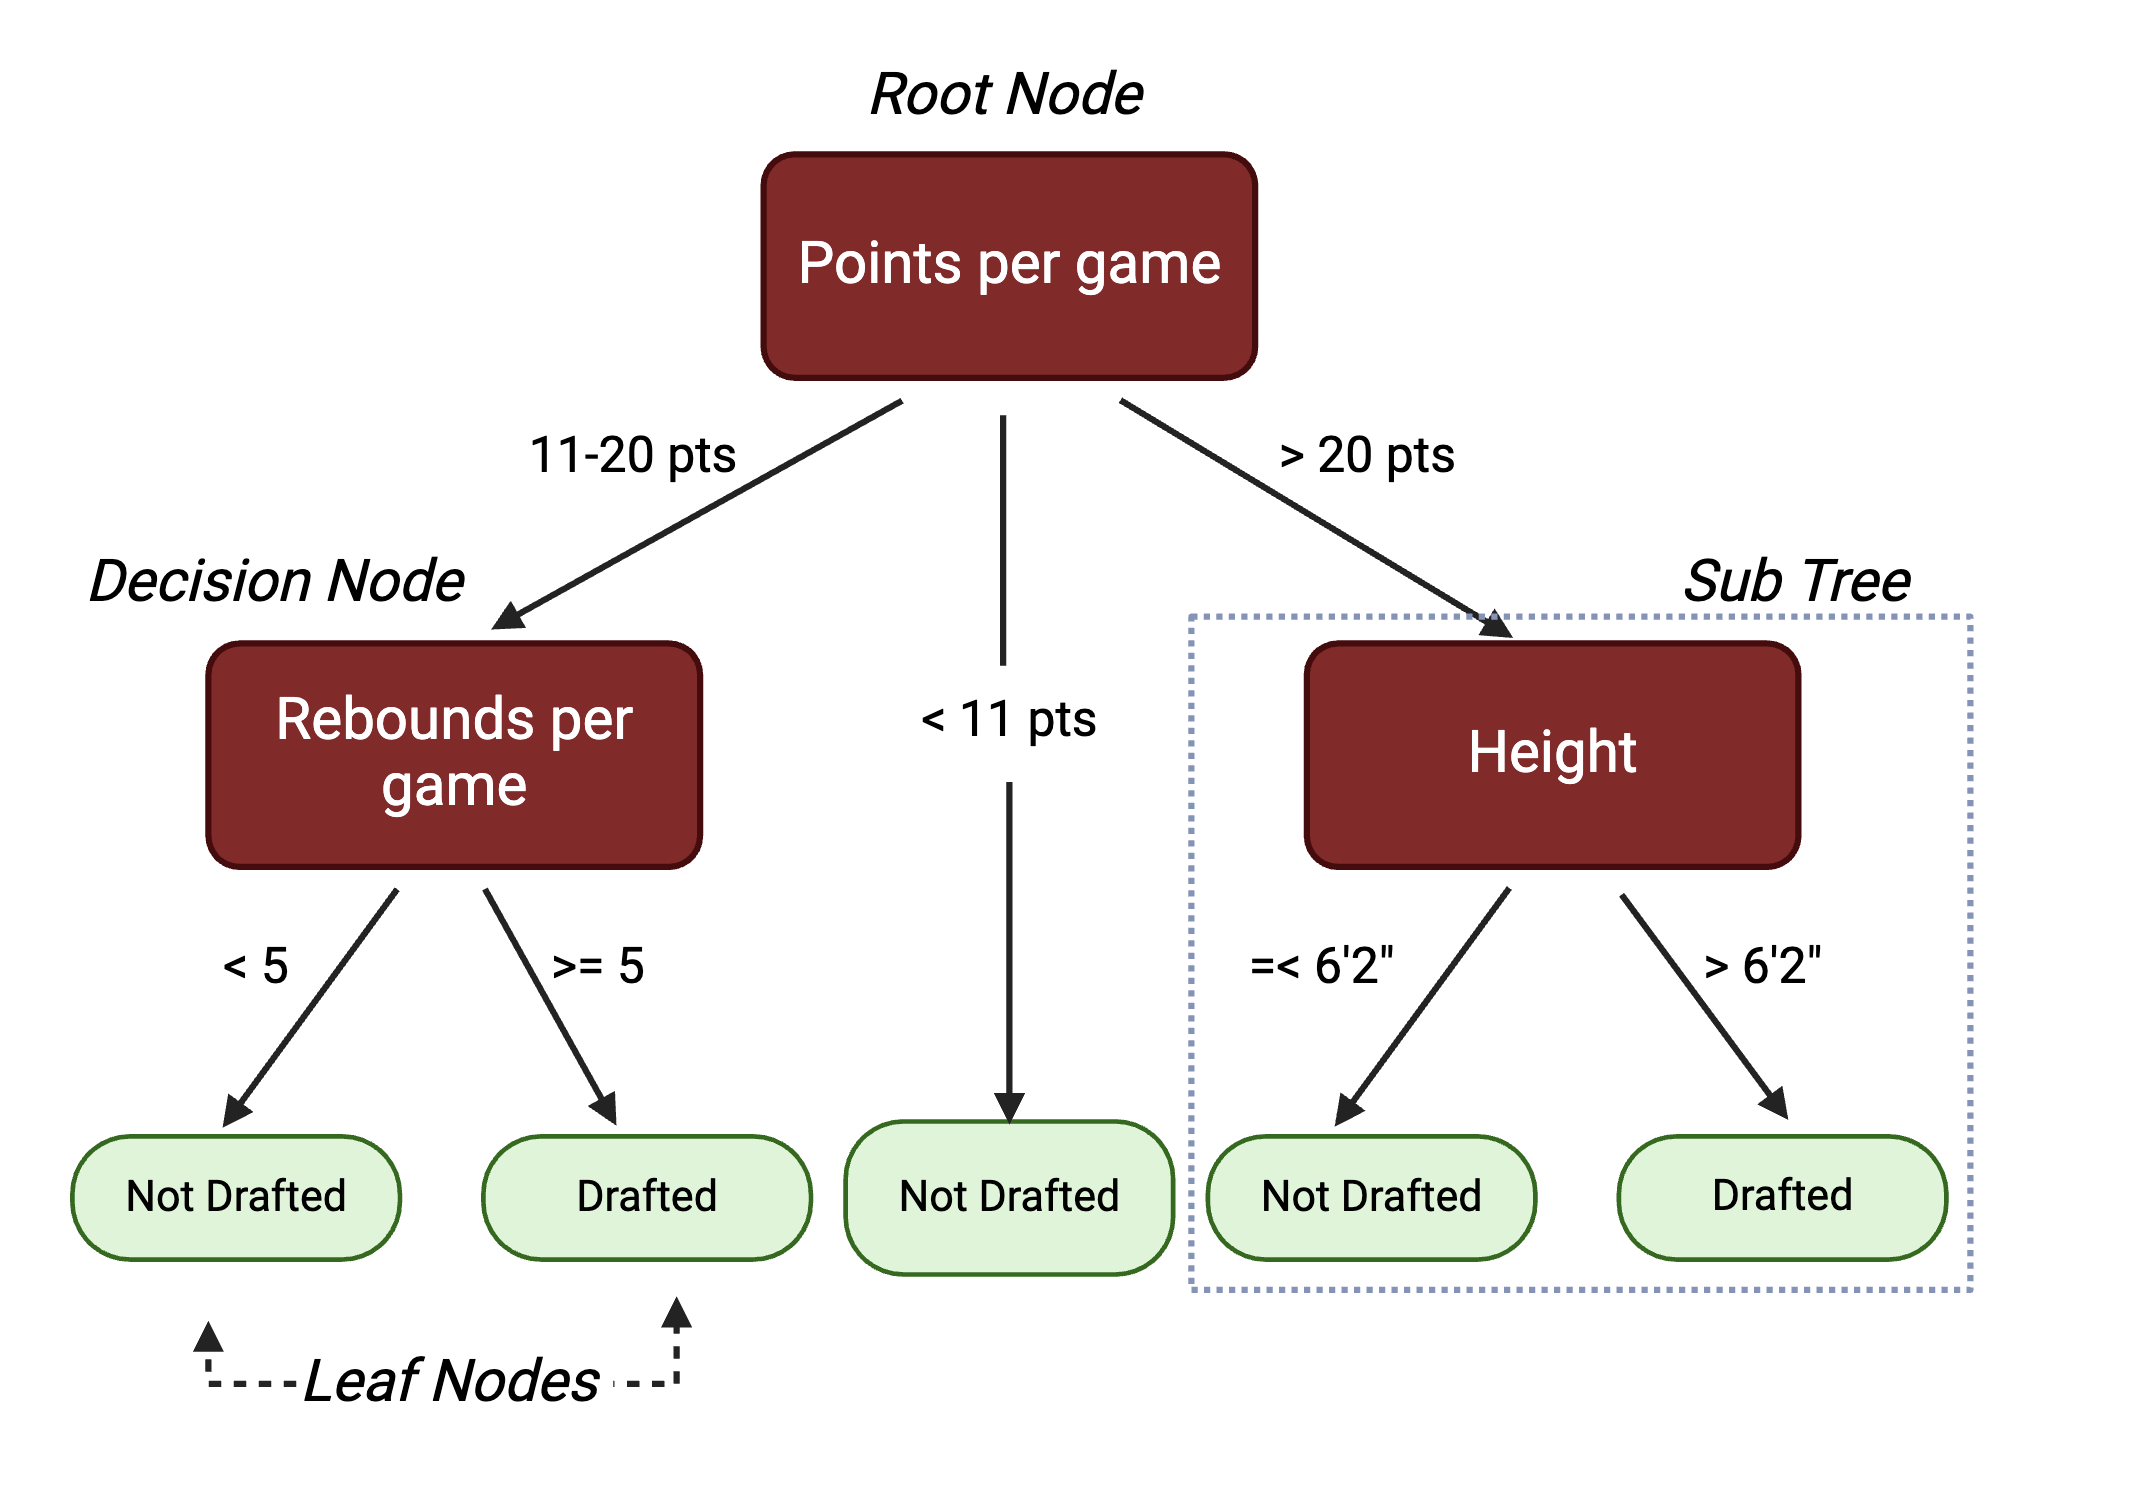 Root Node
Points per game
11-20 pts
> 20 pts
Decision Node
Sub Tree
Rebounds per
game
< 11 pts
Height
< 5
>= 5
=< 6'2"
> 6'2"
Not Drafted
Drafted
Not Drafted
Not Drafted
Drafted
Leaf Nodes